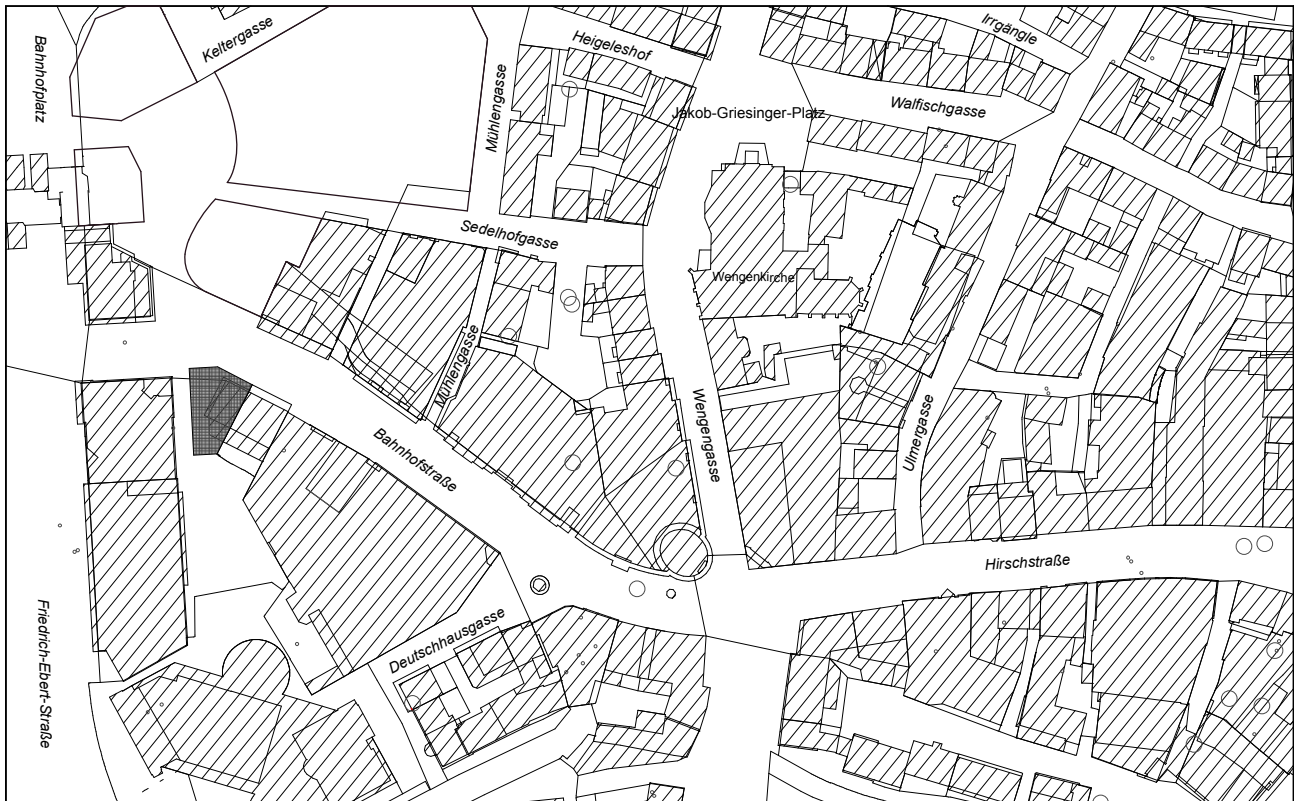 Bahnhofplatz
Keltergasse
Mühlengasse
Heigeleshof
Irrgängle
Walfischgasse
Jakob-Griesinger-Platz
Sedelhofgasse
Wengenkirche
Mühlengasse
Bahnhofstraße
Wengengasse
Ulmergasse
Hirschstraße
Deutschhausgasse
Friedrich-Ebert-Straße